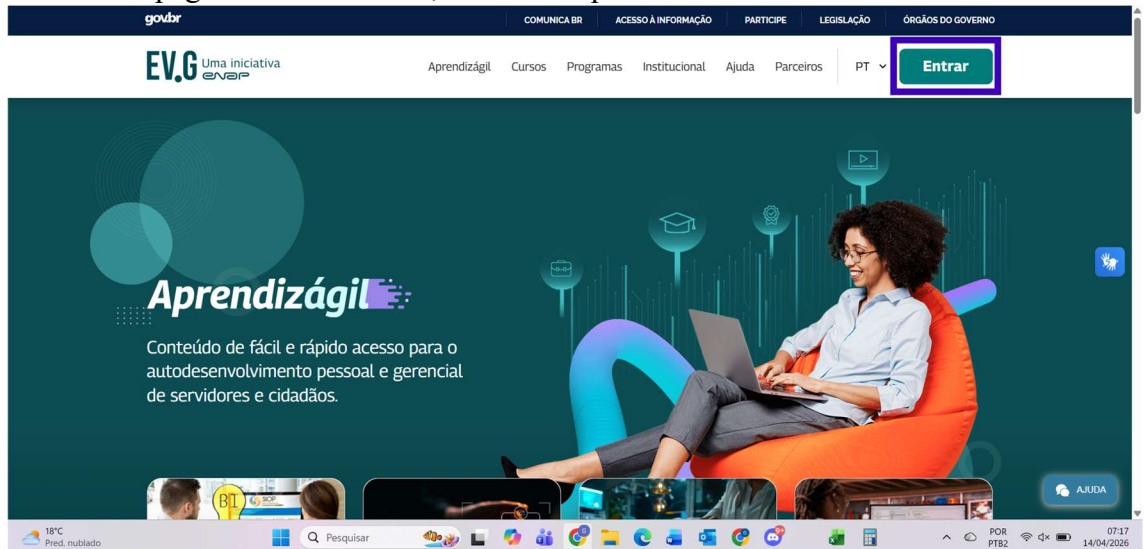 gov.br
COMUNICA BR
ACESSO À INFORMAÇÃO
PARTICIPE
LEGISLAÇÃO
ÓRGÃOS DO GOVERNO
EV.G Uma iniciativa
enap
Aprendizágil
Cursos
Programas
Institucional
Ajuda
Parceiros
PT
Entrar
Aprendizágil
Conteúdo de fácil e rápido acesso para o
autodesenvolvimento pessoal e gerencial
de servidores e cidadãos.
BI
SIOP
AJUDA
18°C
Pred. nublado
Pesquisar
POR
PTB2
07:17
14/04/2026